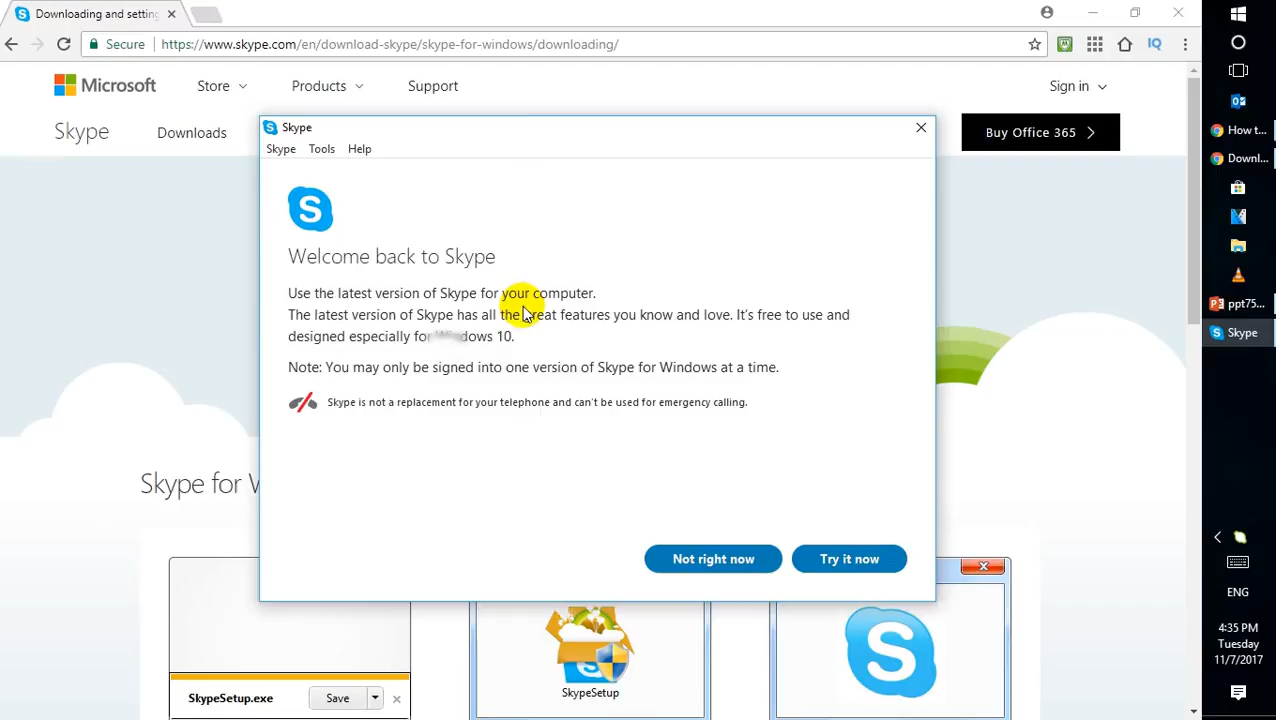 Downloading and settin
Secure
https://www.skype.com/en/download-skype/skype-for-windows/downloading/
IQ
Microsoft
Store
Products
Support
Sign in
Skype
Downloads
Buy Office 365
Skype
Skype Tools Help
Welcome back to Skype
Use the latest version of Skype for your computer.
The latest version of Skype has all the great features you know and love. It's free to use and
designed especially for Windows 10.
Note: You may only be signed into one version of Skype for Windows at a time.
Skype is not a replacement for your telephone and can't be used for emergency calling.
Not right now
Try it now
Skype for W
SkypeSetup.exe
Save
SkypeSetup
How t...
Downl...
ppt75...
Skype
ENG
4:35 PM
Tuesday
11/7/2017